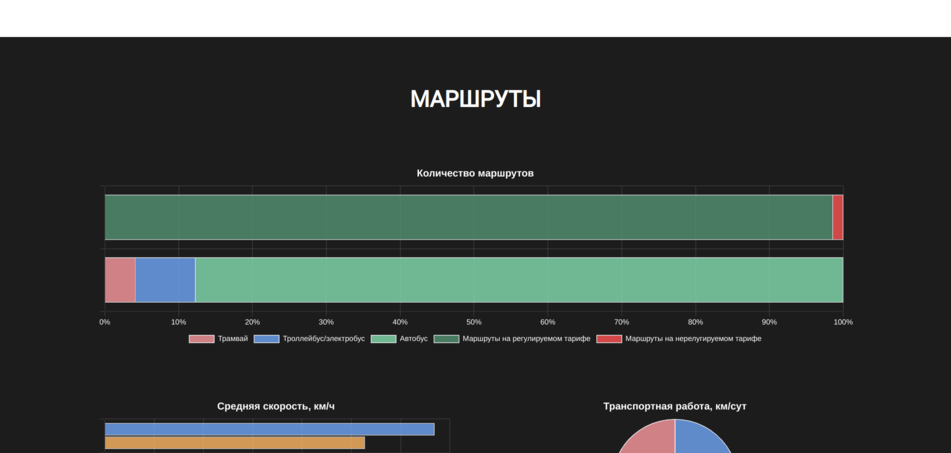 МАРШРУТЫ
Количество маршрутов
0% 10% 20% 30% 40% 50% 60% 70% 80% 90% 100%
Трамвай Троллейбус/электробус Автобус Маршруты на регулируемом тарифе Маршруты на нерелугируемом тарифе
Средняя скорость, км/ч Транспортная работа, км/сут